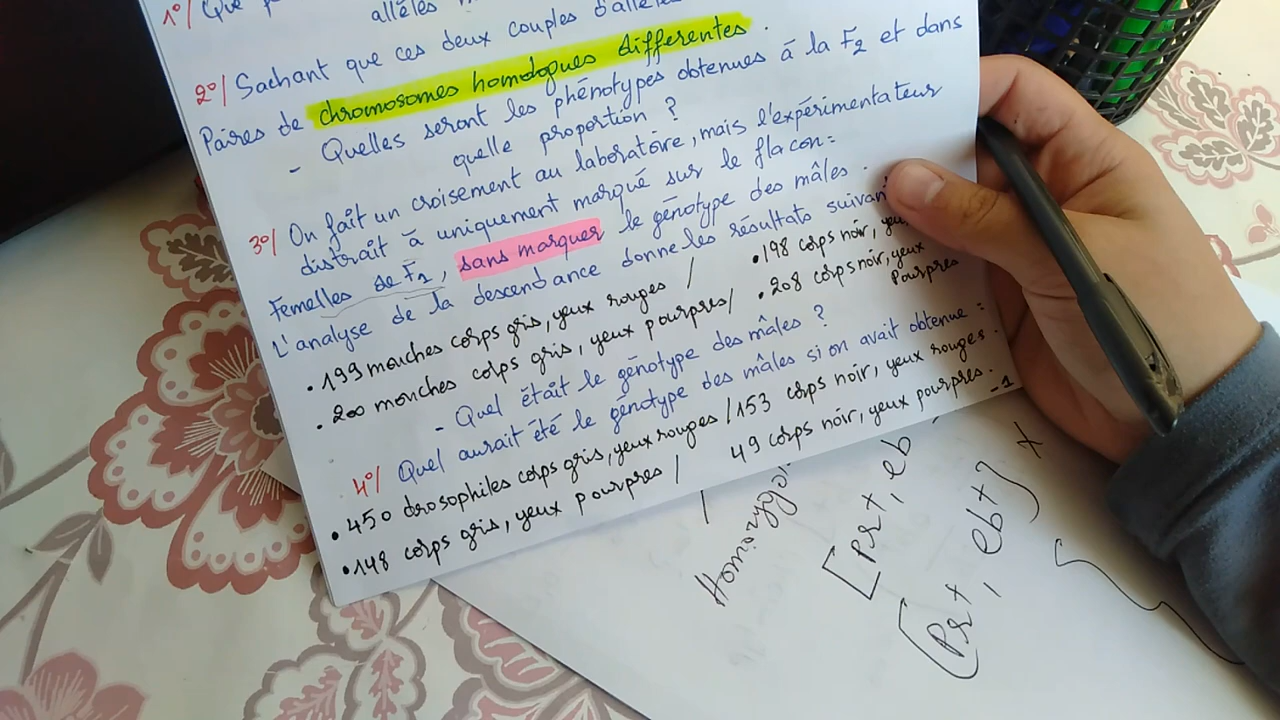 1°/ Que
allèles
2°/ Sachant que ces deux couples d'allèles
Paires de chromosomes homologues differentes.
- Quelles seront les phénotypes obtenues à la F2 et dans
quelle proportion ?
3°/ On fait un croisement au laboratoire, mais l'expérimentateur
distrait à uniquement marqué sur le flacon:
Femelles de F1, sans marquer le génotype des mâles.
L'analyse de la descendance donne les résultats suivant
• 199 mouches corps gris, yeux rouges / • 198 corps noir, yeux
• 200 mouches corps gris, yeux pourpres / • 208 corps noir, yeux
Pourpres
- Quel était le génotype des mâles ?
4°/ Quel aurait été le génotype des mâles si on avait obtenue :
• 450 drosophiles corps gris, yeux rouges / 153 corps noir, yeux rouges.
• 148 corps gris, yeux pourpres / 49 corps noir, yeux pourpres.
-1
[Pr+, eb
[Pr+, eb+] x